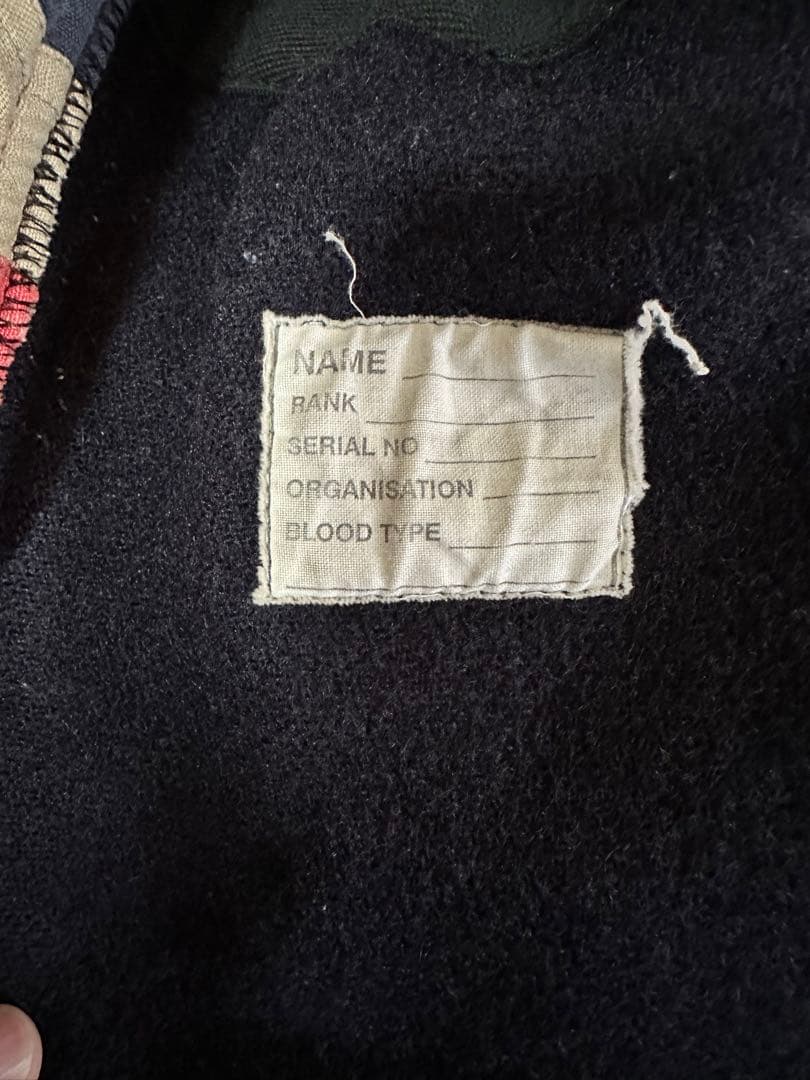 NAME
RANK
SERIAL NO
ORGANISATION
BLOOD TYPE